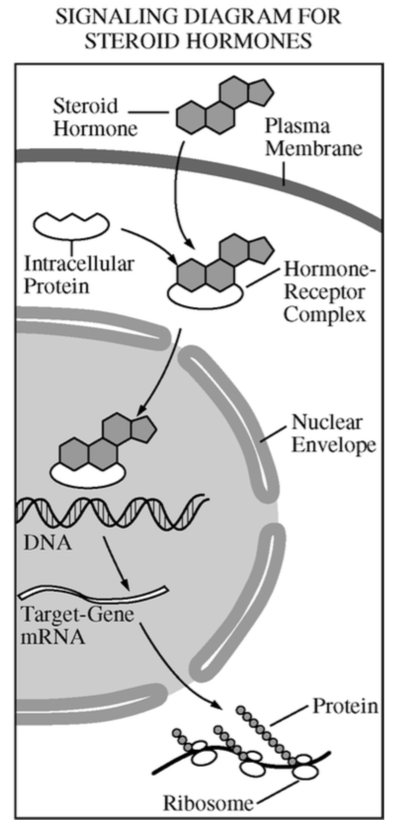 SIGNALING DIAGRAM FOR
STEROID HORMONES
Steroid
Hormone
Plasma
Membrane
Intracellular
Protein
Hormone-
Receptor
Complex
Nuclear
Envelope
DNA
Target-Gene
mRNA
Protein
Ribosome